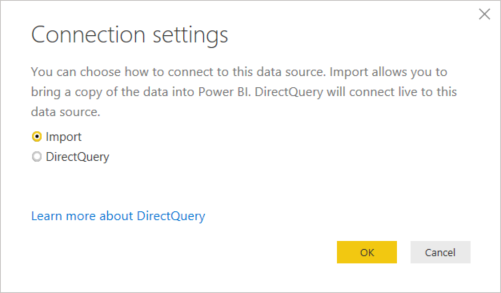 Connection settings
You can choose how to connect to this data source. Import allows you to
bring a copy of the data into Power BI. DirectQuery will connect live to this
data source.
Import
DirectQuery
Learn more about DirectQuery
OK
Cancel